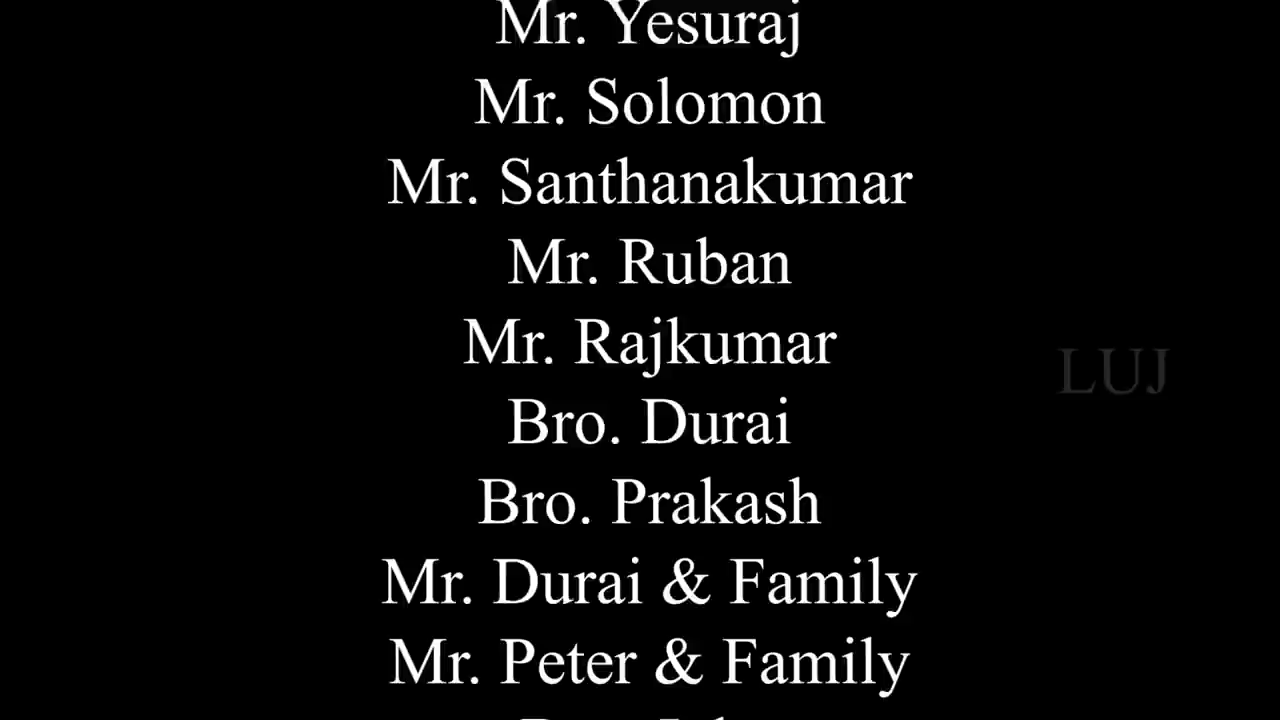 Mr. Yesuraj
Mr. Solomon
Mr. Santhanakumar
Mr. Ruban
Mr. Rajkumar
LUJ
Bro. Durai
Bro. Prakash
Mr. Durai & Family
Mr. Peter & Family